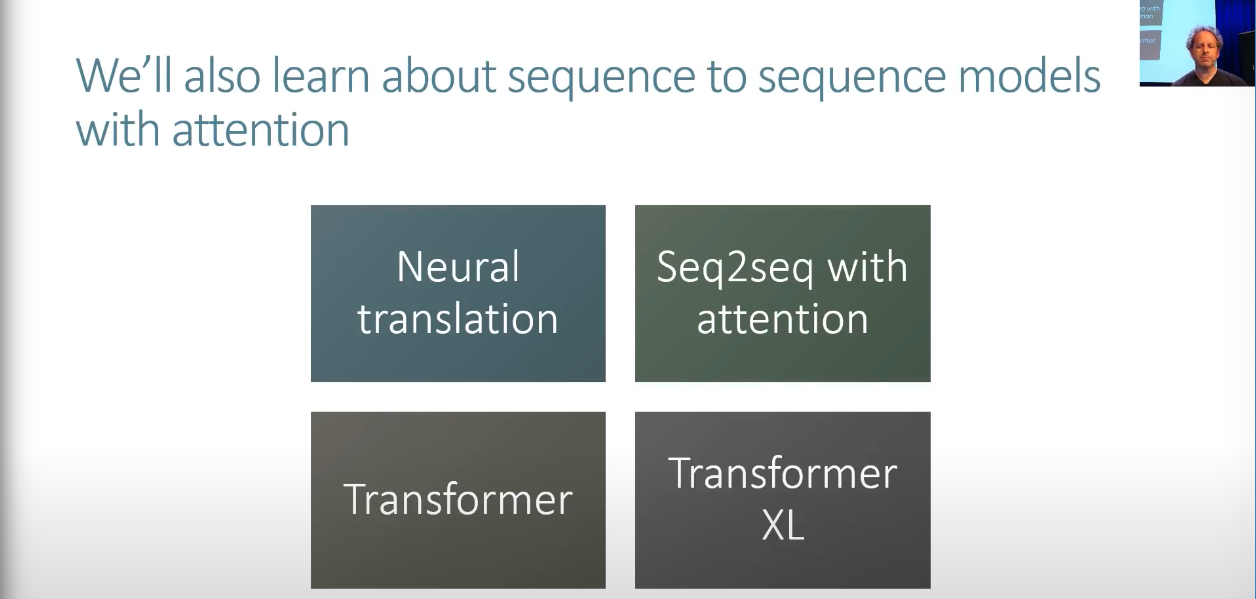 We’ll also learn about sequence to sequence models
with attention
Neural
translation
Seq2seq with
attention
Transformer
Transformer
XL